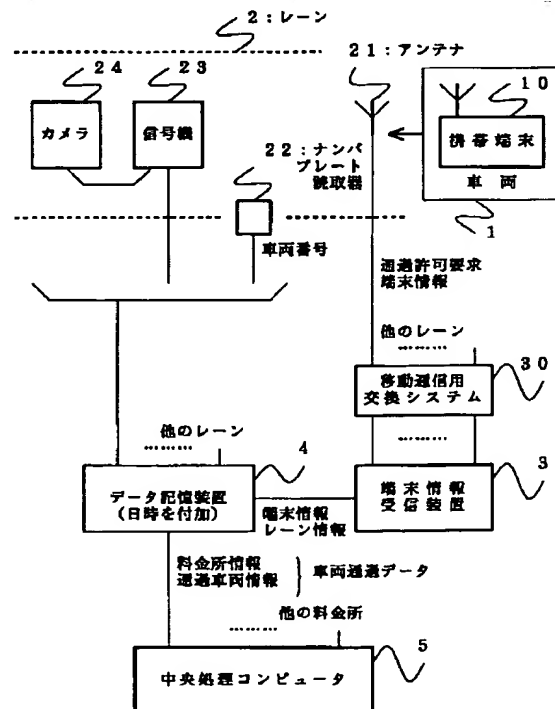 2：レーン
24
23
21：アンテナ
10
カメラ
信号機
携帯端末
車両
1
22：ナンバ
プレート
読取器
車両番号
通過許可要求
端末情報
他のレーン
30
移動通信用
交換システム
他のレーン
4
3
データ記憶装置
（日時を付加）
端末情報
受信装置
端末情報
レーン情報
料金所情報
通過車両情報
車両通過データ
他の料金所
5
中央処理コンピュータ